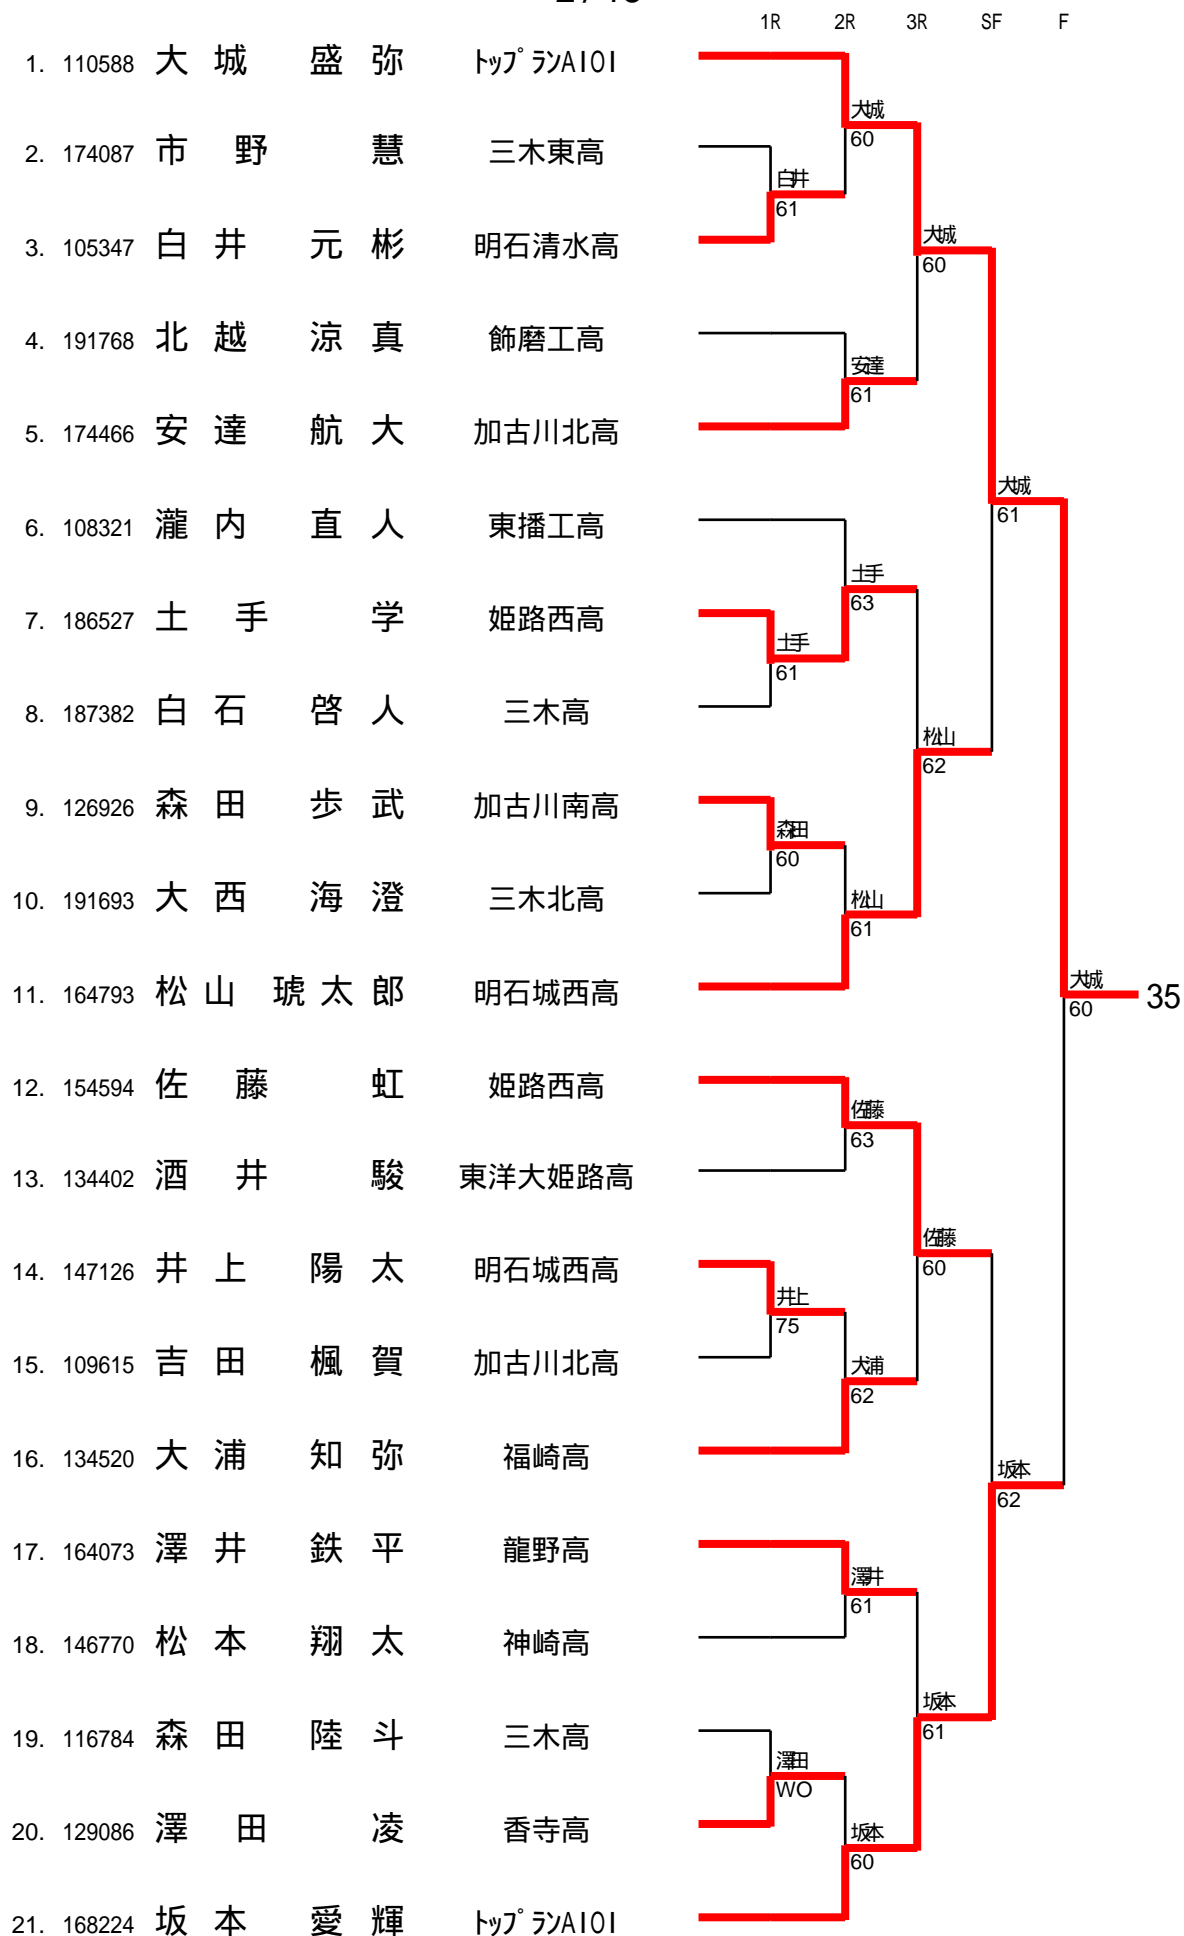 1R 2R 3R SF F
1. 110588 大城 盛弥 トップランAIOI
大城
60
2. 174087 市野 慧 三木東高
白井
61
3. 105347 白井 元彬 明石清水高
大城
60
4. 191768 北越 涼真 飾磨工高
安達
61
5. 174466 安達 航大 加古川北高
大城
61
6. 108321 瀧内 直人 東播工高
土手
63
7. 186527 土手 学 姫路西高
土手
61
8. 187382 白石 啓人 三木高
松山
62
9. 126926 森田 歩武 加古川南高
森田
60
10. 191693 大西 海澄 三木北高
松山
61
11. 164793 松山 琥太郎 明石城西高
大城
60
35
12. 154594 佐藤 虹 姫路西高
佐藤
63
13. 134402 酒井 駿 東洋大姫路高
佐藤
60
14. 147126 井上 陽太 明石城西高
井上
75
15. 109615 吉田 楓賀 加古川北高
大浦
62
16. 134520 大浦 知弥 福崎高
坂本
62
17. 164073 澤井 鉄平 龍野高
澤井
61
18. 146770 松本 翔太 神崎高
坂本
61
19. 116784 森田 陸斗 三木高
澤田
WO
20. 129086 澤田 凌 香寺高
坂本
60
21. 168224 坂本 愛輝 トップランAIOI